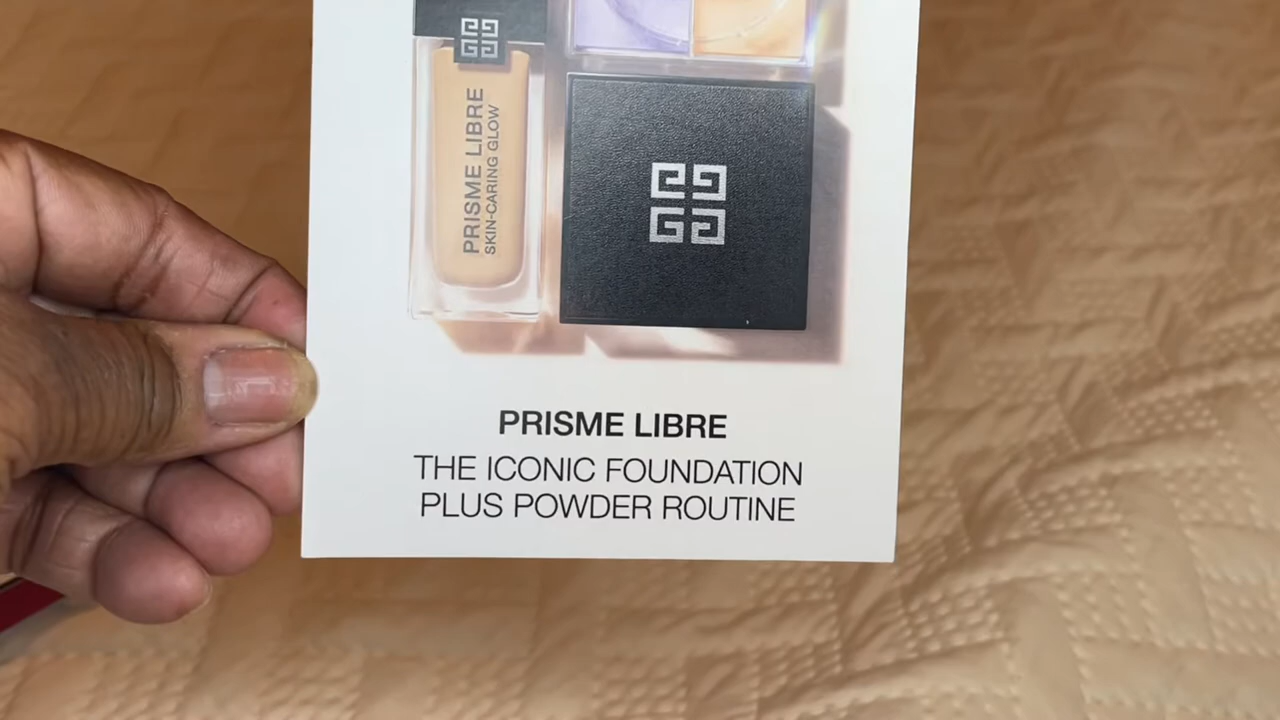 PRISME LIBRE
SKIN-CARING GLOW
PRISME LIBRE
THE ICONIC FOUNDATION
PLUS POWDER ROUTINE